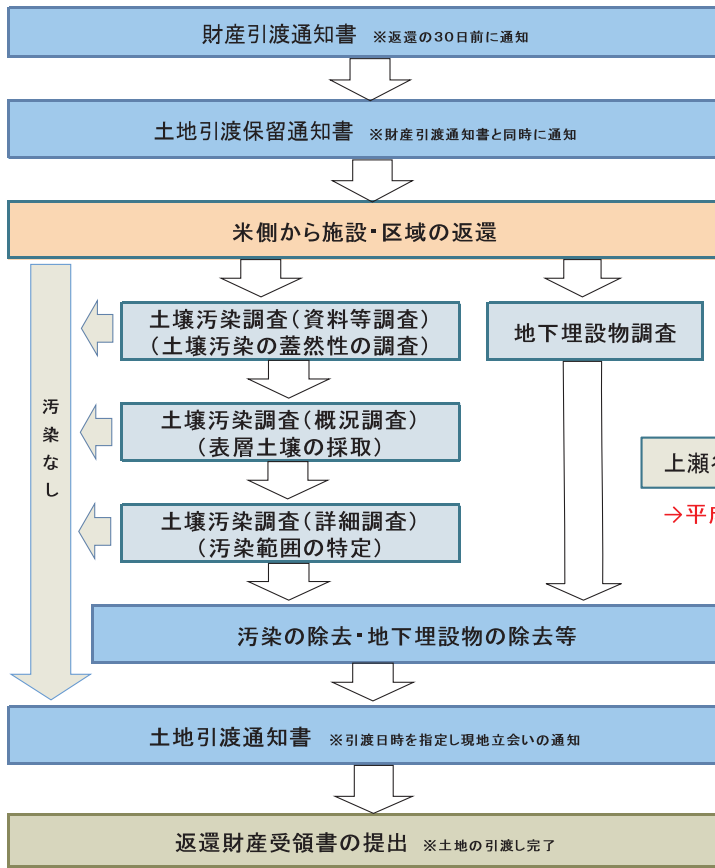 財産引渡通知書 ※返還の30日前に通知
土地引渡保留通知書 ※財産引渡通知書と同時に通知
米側から施設・区域の返還
土壌汚染調査(資料等調査)
(土壌汚染の蓋然性の調査)
地下埋設物調査
汚染なし
土壌汚染調査(概況調査)
(表層土壌の採取)
上瀬
→平
土壌汚染調査(詳細調査)
(汚染範囲の特定)
汚染の除去・地下埋設物の除去等
土地引渡通知書 ※引渡日時を指定し現地立会いの通知
返還財産受領書の提出 ※土地の引渡し完了